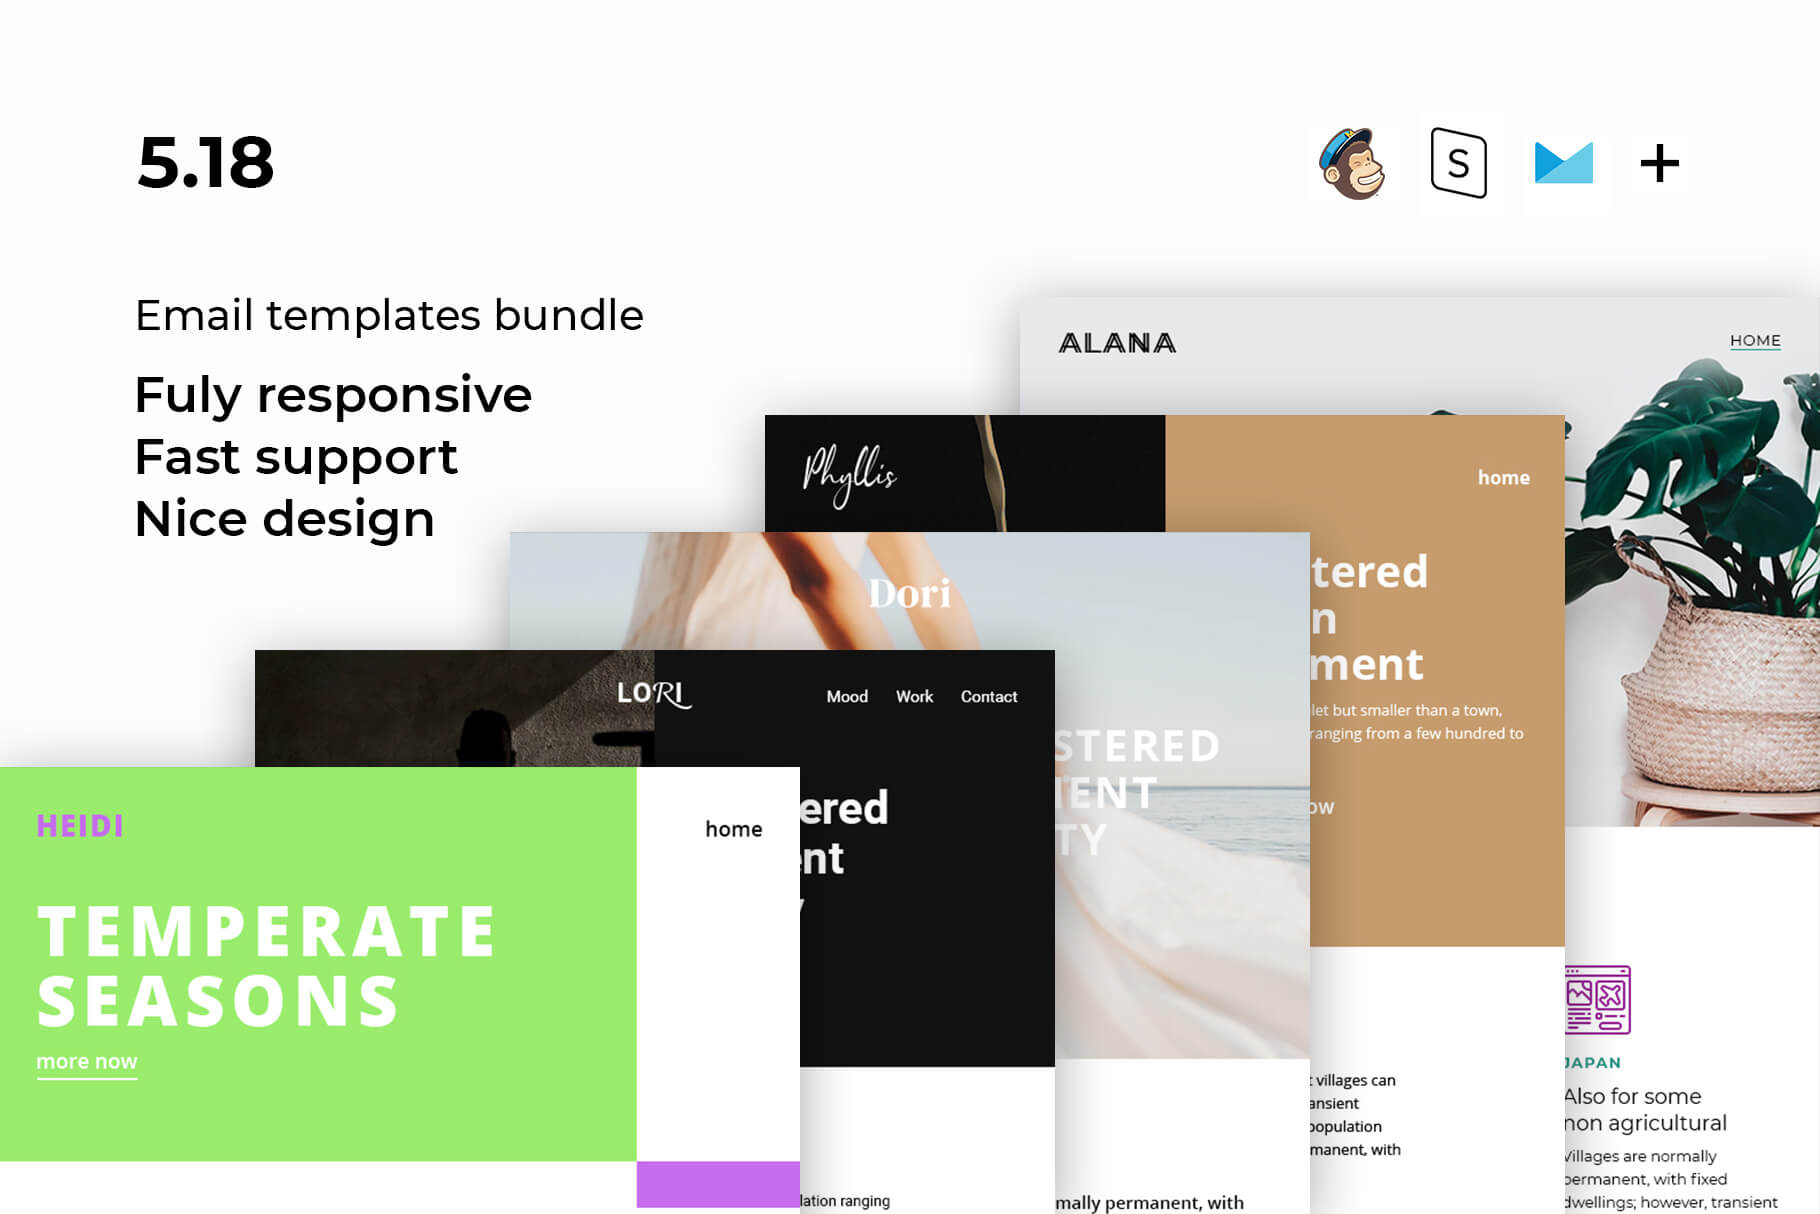 5.18
S
Email templates bundle
Fuly responsive
Fast support
Nice design
ALANA
HOME
Phyllis
home
tered
n
ment
let but smaller than a town,
ranging from a few hundred to
ow
Dori
STERED
ENT
TY
LORI
Mood Work Contact
ered
nt
HEIDI
home
TEMPERATE
SEASONS
more now
villages can
ansient
population
manent, with
JAPAN
Also for some
non agricultural
Villages are normally
permanent, with fixed
dwellings; however, transient
lation ranging
mally permanent, with